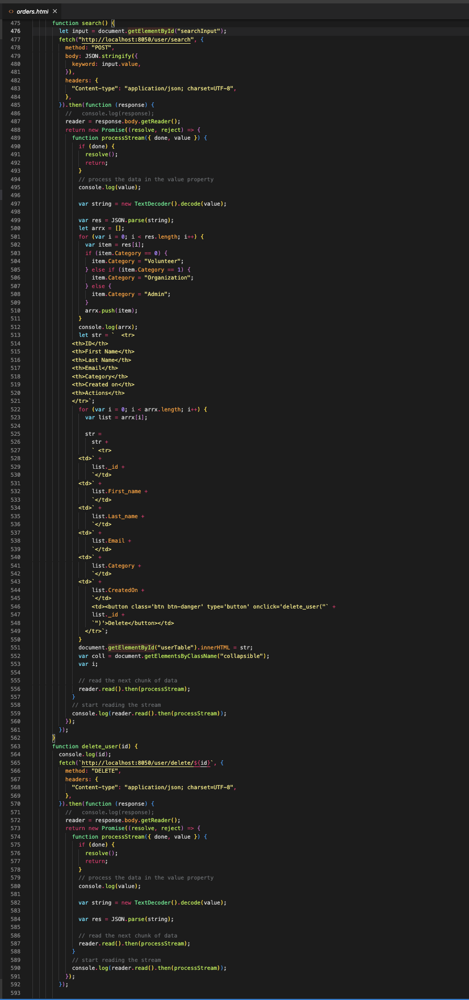 <> orders.html ×
475 function search() {
476 let input = document.getElementById("searchInput");
477 fetch("http://localhost:8050/user/search", {
478 method: "POST",
479 body: JSON.stringify({
480 keyword: input.value,
481 }),
482 headers: {
483 "Content-type": "application/json; charset=UTF-8",
484 },
485 }).then(function (response) {
486 //   console.log(response);
487 reader = response.body.getReader();
488 return new Promise((resolve, reject) => {
489 function processStream({ done, value }) {
490 if (done) {
491 resolve();
492 return;
493 }
494 // process the data in the value property
495 console.log(value);
496
497 var string = new TextDecoder().decode(value);
498
499 var res = JSON.parse(string);
500 let arrx = [];
501 for (var i = 0; i < res.length; i++) {
502 var item = res[i];
503 if (item.Category == 0) {
504 item.Category = "Volunteer";
505 } else if (item.Category == 1) {
506 item.Category = "Organization";
507 } else {
508 item.Category = "Admin";
509 }
510 arrx.push(item);
511 }
512 console.log(arrx);
513 let str = `  <tr>
514 <th>ID</th>
515 <th>First Name</th>
516 <th>Last Name</th>
517 <th>Email</th>
518 <th>Category</th>
519 <th>Created on</th>
520 <th>Actions</th>
521 </tr>`;
522 for (var i = 0; i < arrx.length; i++) {
523 var list = arrx[i];
524
525 str =
526 str +
527 ` <tr>
528 <td>` +
529 list._id +
530 `</td>
531 <td>` +
532 list.First_name +
533 `</td>
534 <td>` +
535 list.Last_name +
536 `</td>
537 <td>` +
538 list.Email +
539 `</td>
540 <td>` +
541 list.Category +
542 `</td>
543 <td>` +
544 list.CreatedOn +
545 `</td>
546 <td><button class='btn btn-danger' type='button' onclick='delete_user("` +
547 list._id +
548 `")'>Delete</button></td>
549 </tr>`;
550 }
551 document.getElementById("userTable").innerHTML = str;
552 var coll = document.getElementsByClassName("collapsible");
553 var i;
554
555 // read the next chunk of data
556 reader.read().then(processStream);
557 }
558 // start reading the stream
559 console.log(reader.read().then(processStream));
560 });
561 });
562 }
563 function delete_user(id) {
564 console.log(id);
565 fetch(`http://localhost:8050/user/delete/${id}`, {
566 method: "DELETE",
567 headers: {
568 "Content-type": "application/json; charset=UTF-8",
569 },
570 }).then(function (response) {
571 //   console.log(response);
572 reader = response.body.getReader();
573 return new Promise((resolve, reject) => {
574 function processStream({ done, value }) {
575 if (done) {
576 resolve();
577 return;
578 }
579 // process the data in the value property
580 console.log(value);
581
582 var string = new TextDecoder().decode(value);
583
584 var res = JSON.parse(string);
585
586 // read the next chunk of data
587 reader.read().then(processStream);
588 }
589 // start reading the stream
590 console.log(reader.read().then(processStream));
591 });
592 });
593